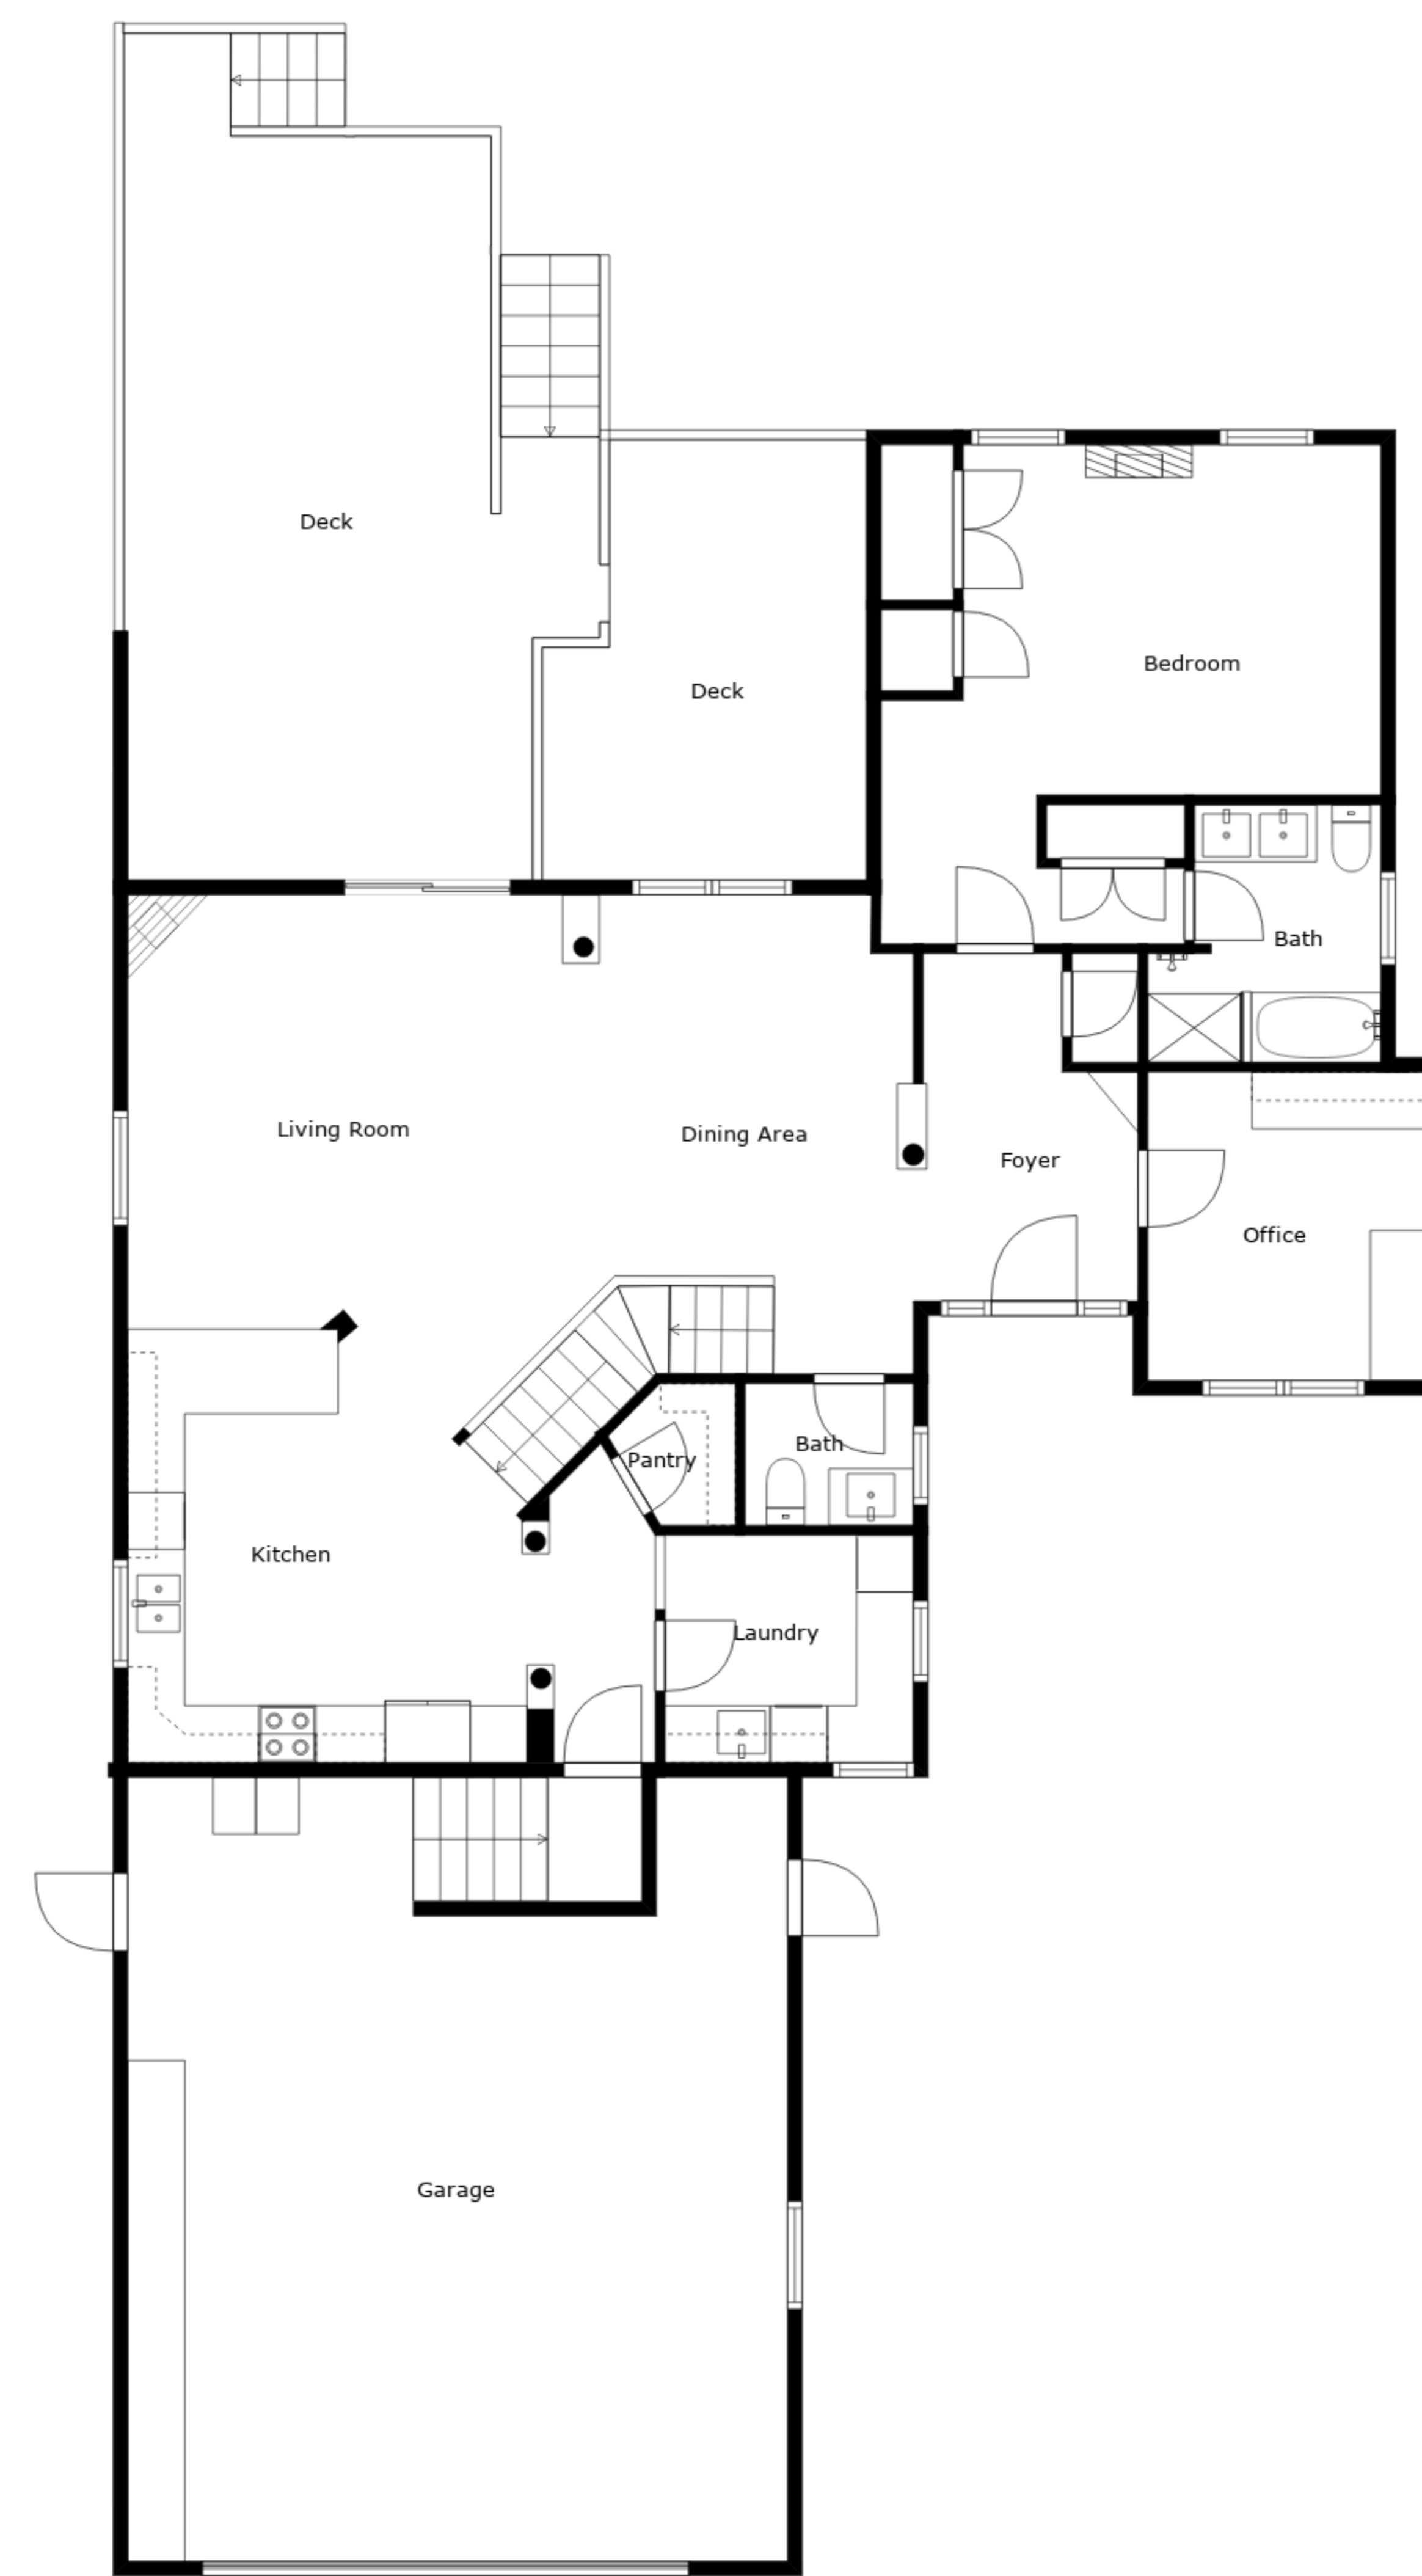 Deck
Bedroom
Deck
Bath
Living Room
Dining Area
Foyer
Office
Bath
Pantry
Kitchen
Laundry
Garage